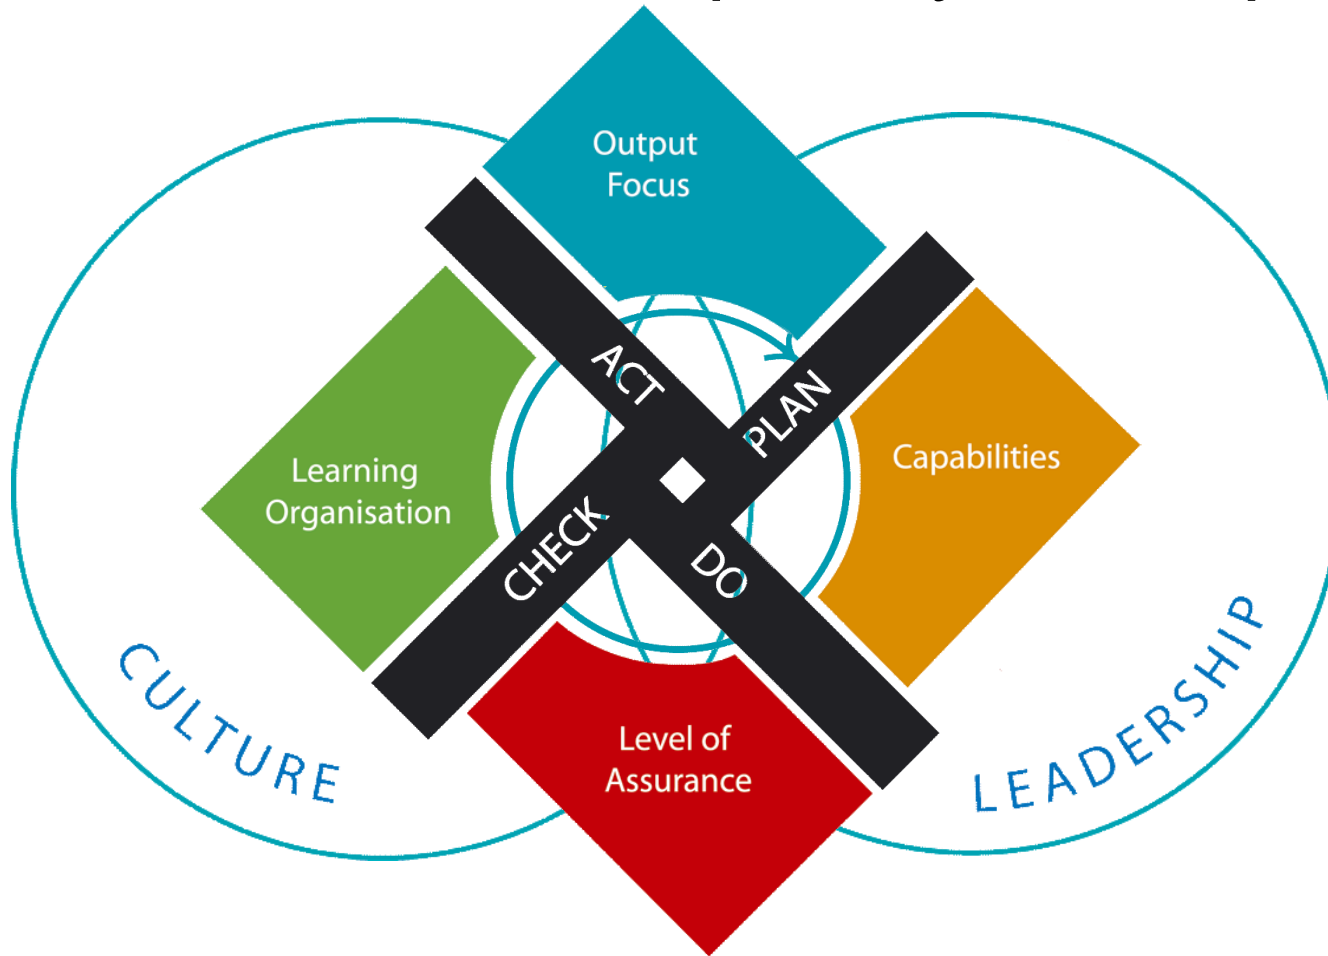 Output
Focus
ACT
PLAN
Learning
Organisation
Capabilities
CHECK
DO
CULTURE
LEADERSHIP
Level of
Assurance